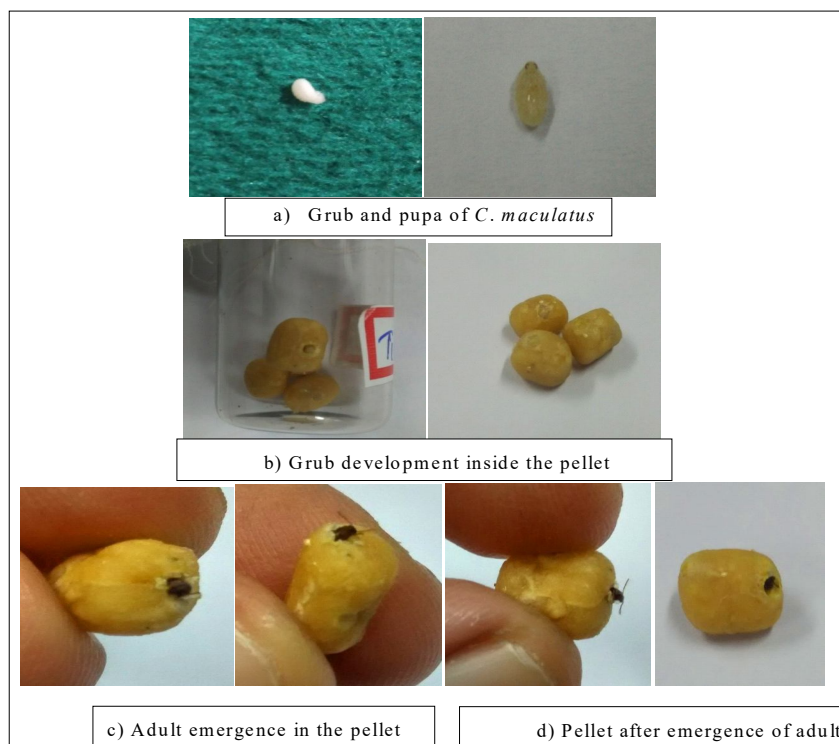 a) Grub and pupa of C. maculatus
b) Grub development inside the pellet
c) Adult emergence in the pellet
d) Pellet after emergence of adult